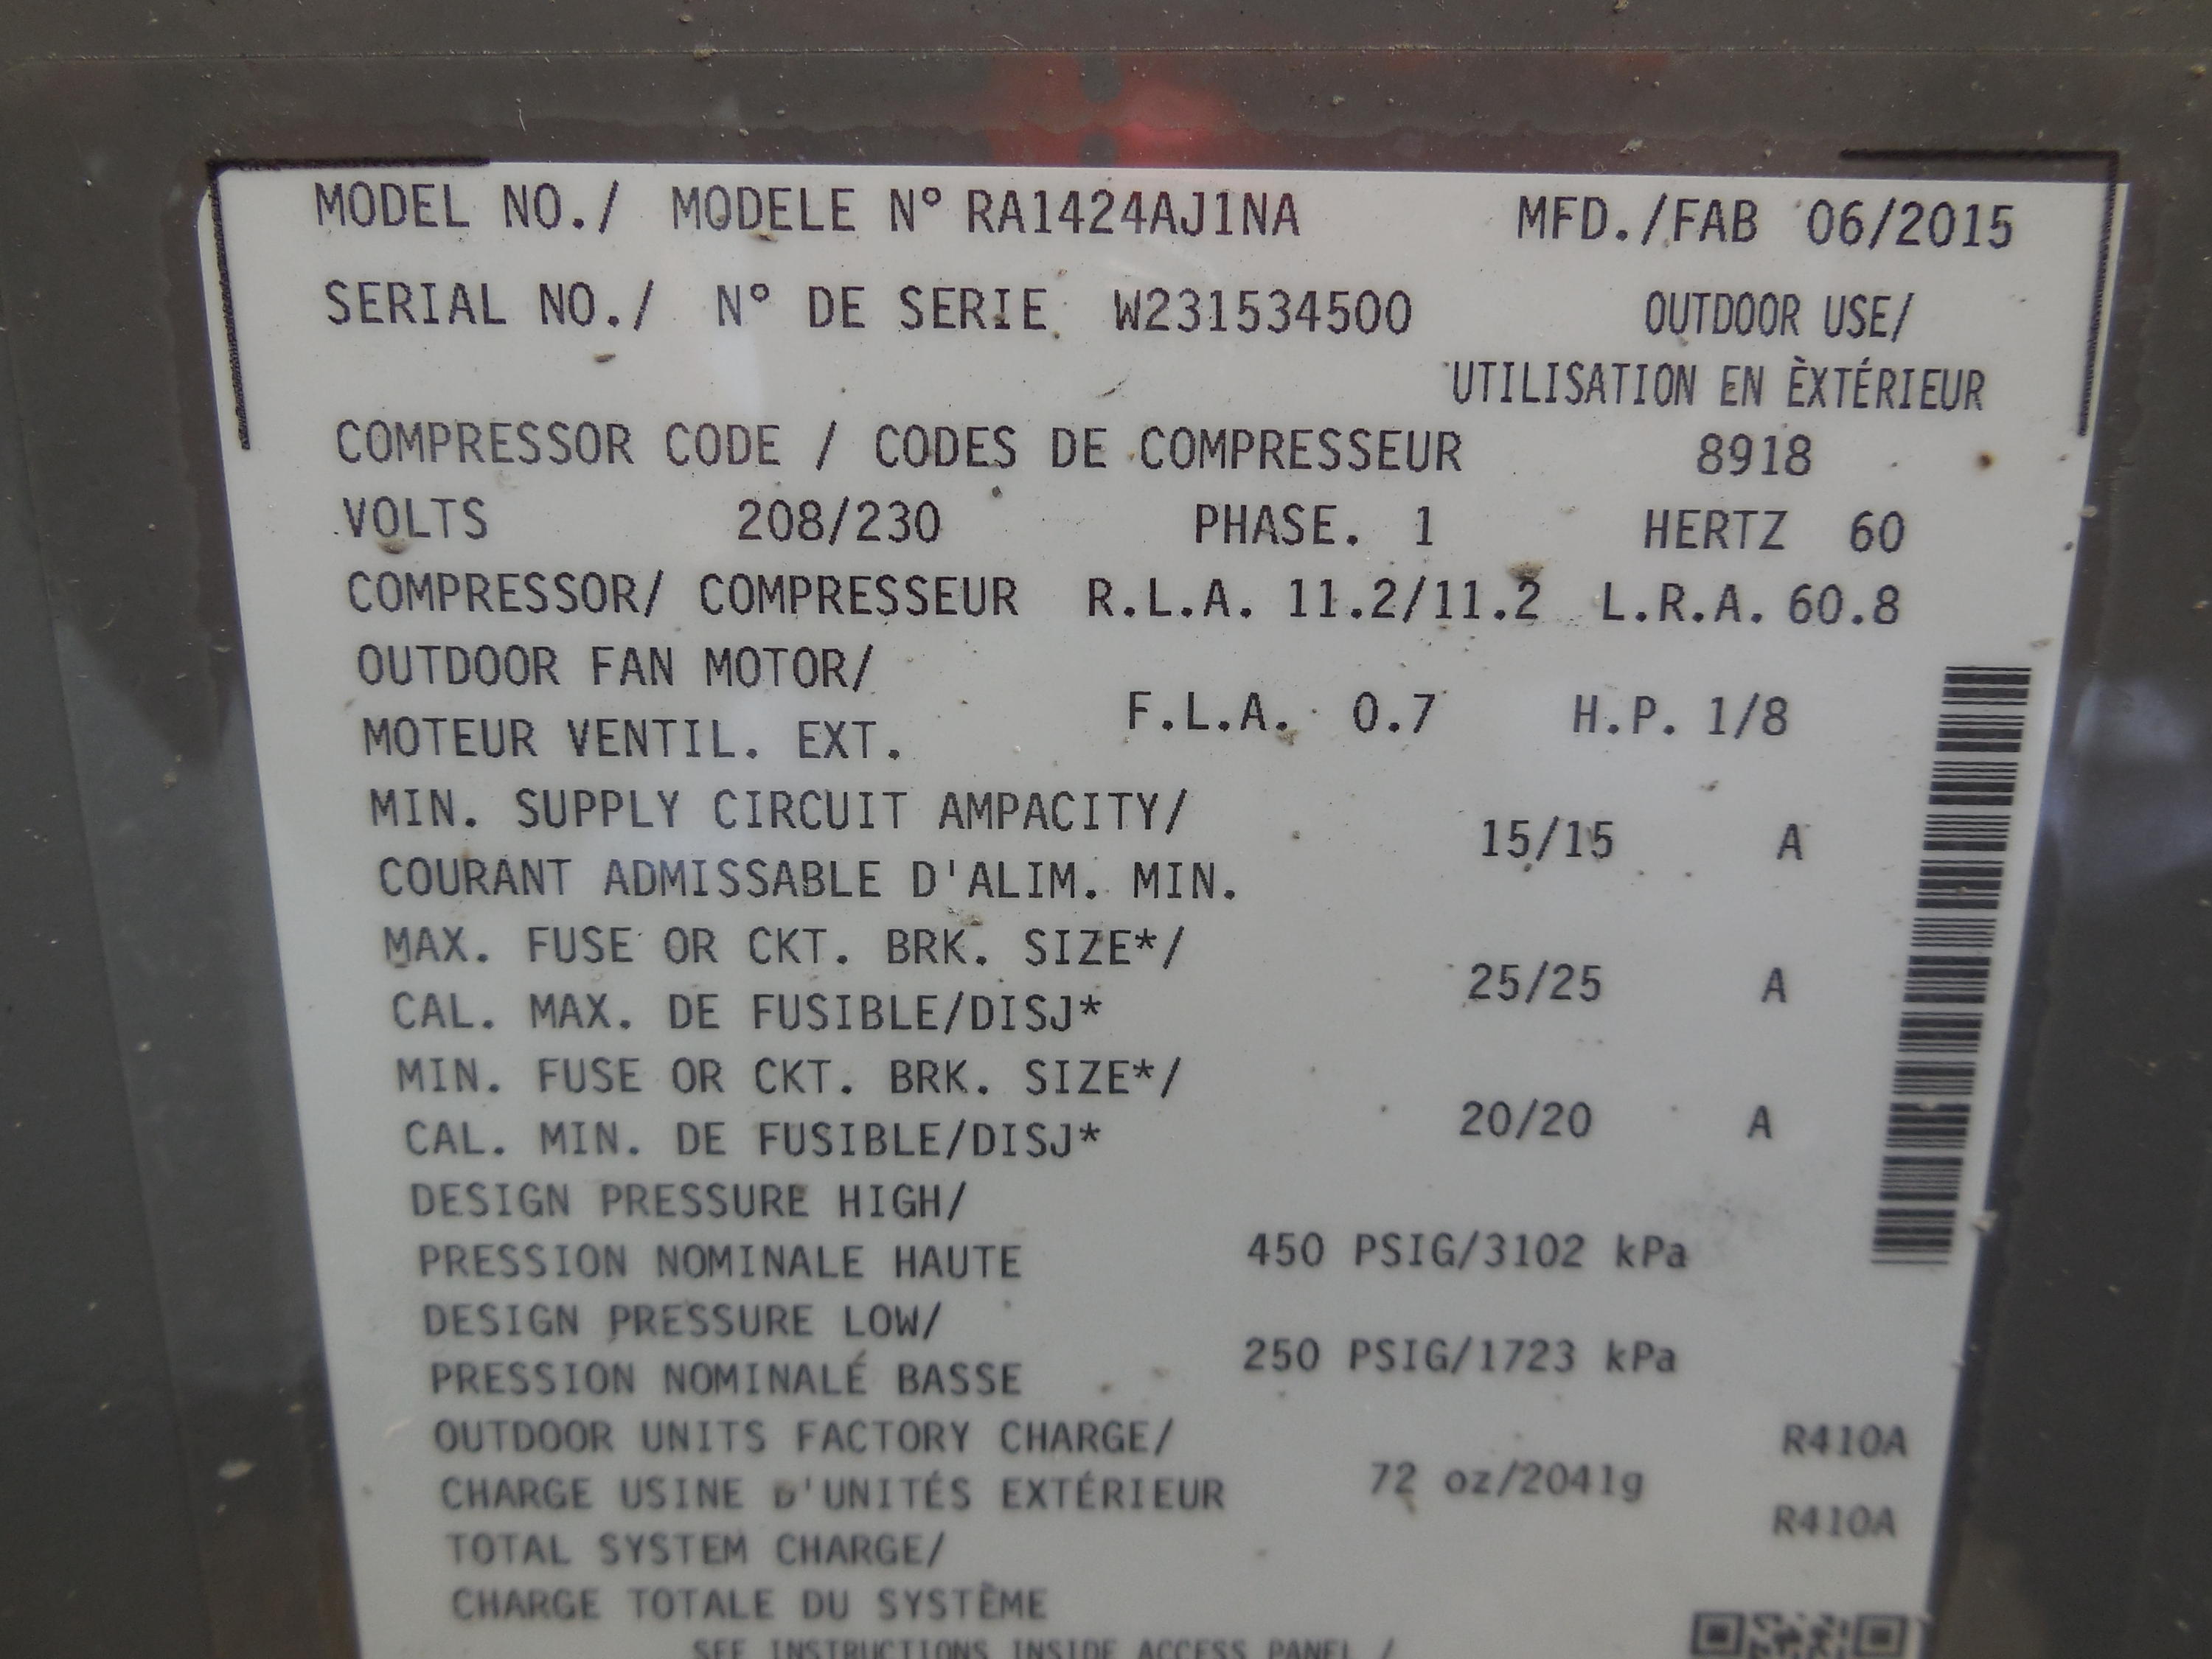 MODEL NO./ MODELE N° RA1424AJ1NA MFD./FAB 06/2015
SERIAL NO./ N° DE SERIE W231534500 OUTDOOR USE/
UTILISATION EN ÈXTÉRIEUR
COMPRESSOR CODE / CODES DE COMPRESSEUR 8918
VOLTS 208/230 PHASE. 1 HERTZ 60
COMPRESSOR/ COMPRESSEUR R.L.A. 11.2/11.2 L.R.A. 60.8
OUTDOOR FAN MOTOR/
MOTEUR VENTIL. EXT. F.L.A. 0.7 H.P. 1/8
MIN. SUPPLY CIRCUIT AMPACITY/
COURANT ADMISSABLE D'ALIM. MIN. 15/15 A
MAX. FUSE OR CKT. BRK. SIZE*/
CAL. MAX. DE FUSIBLE/DISJ* 25/25 A
MIN. FUSE OR CKT. BRK. SIZE*/
CAL. MIN. DE FUSIBLE/DISJ* 20/20 A
DESIGN PRESSURE HIGH/
PRESSION NOMINALE HAUTE 450 PSIG/3102 kPa
DESIGN PRESSURE LOW/
PRESSION NOMINALE BASSE 250 PSIG/1723 kPa
OUTDOOR UNITS FACTORY CHARGE/ R410A
CHARGE USINE D'UNITÉS EXTÉRIEUR 72 oz/2041g
TOTAL SYSTEM CHARGE/ R410A
CHARGE TOTALE DU SYSTÈME
SEE INSTRUCTIONS INSIDE ACCESS PANEL /